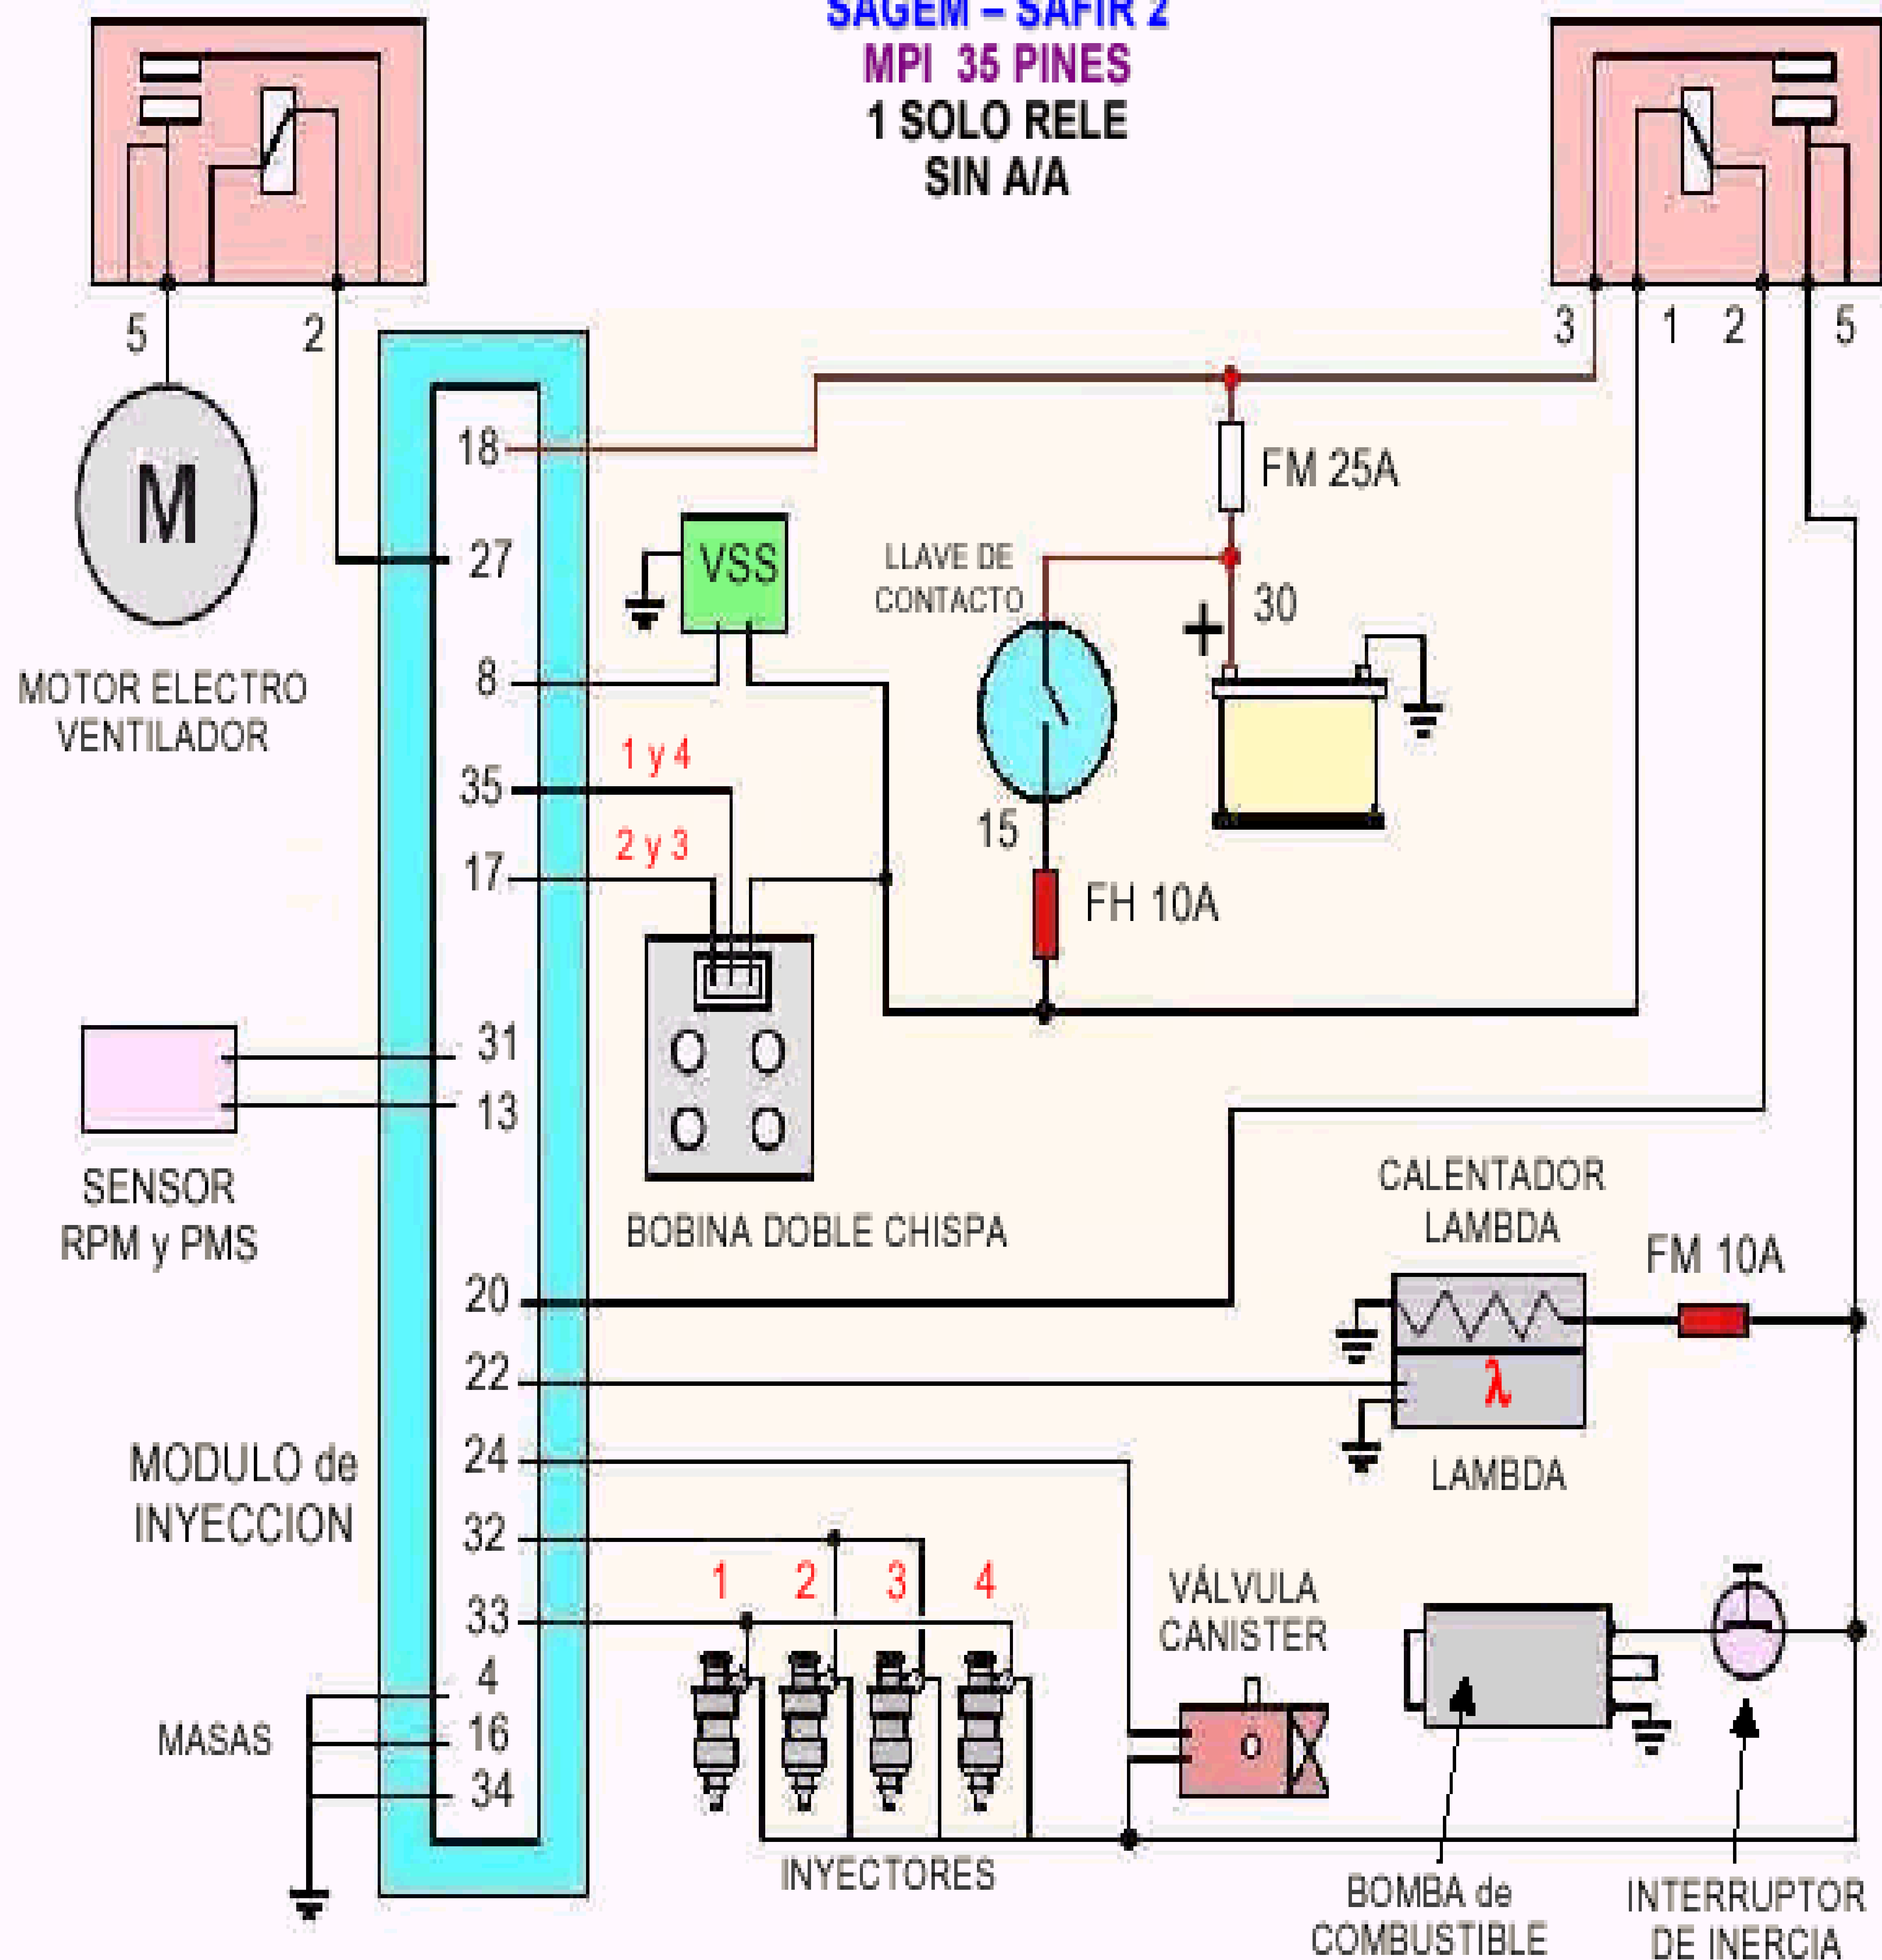 SAGEM – SAFIR 2
MPI 35 PINES
1 SOLO RELE
SIN A/A
5
2
3
1
2
5
M
MOTOR ELECTRO
VENTILADOR
18
FM 25A
27
VSS
LLAVE DE
CONTACTO
+
30
8
1 y 4
35
15
2 y 3
17
FH 10A
31
13
SENSOR
RPM y PMS
BOBINA DOBLE CHISPA
CALENTADOR
LAMBDA
FM 10A
20
22
λ
LAMBDA
MODULO de
INYECCION
24
32
1
2
3
4
33
VÁLVULA
CANISTER
4
MASAS
16
34
INYECTORES
BOMBA de
COMBUSTIBLE
INTERRUPTOR
DE INERCIA